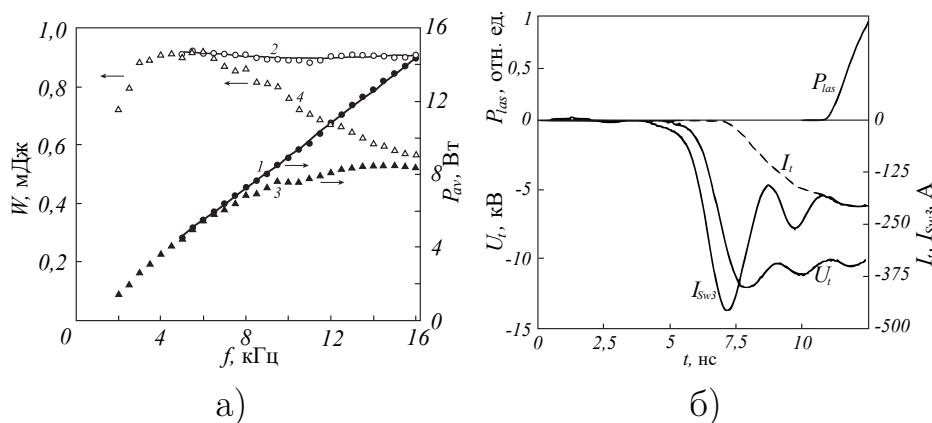 a)
W, мДж
1,0
0,8
0,6
0,4
0,2
0
4
8
12
16
f, кГц
16
12
8
4
0
P_av, Вт
1
2
3
4
б)
P_las, отн. ед.
1
0,5
0
U_t, кВ
-5
-10
-15
0
2,5
5
7,5
10
t, нс
0
-125
-250
-375
-500
I_t, I_Sw3, А
P_las
I_t
I_Sw3
U_t
а)
б)